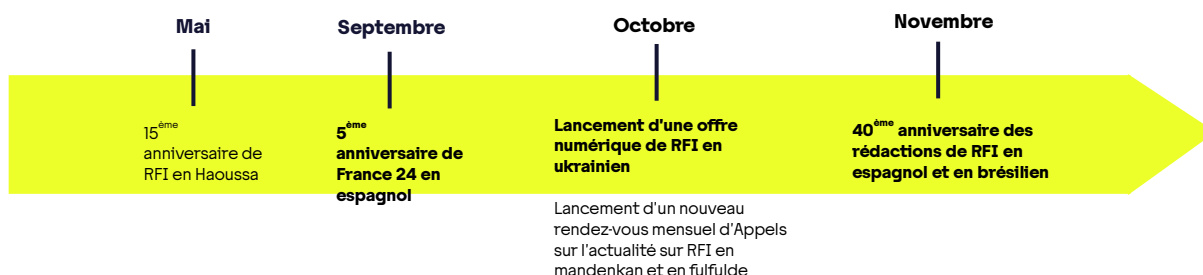 Mai
Septembre
Octobre
Novembre
15ème
anniversaire de
RFI en Haoussa
5ème
anniversaire de
France 24 en
espagnol
Lancement d'une offre
numérique de RFI en
ukrainien
Lancement d'un nouveau
rendez-vous mensuel d'Appels
sur l'actualité sur RFI en
mandenkan et en fulfulde
40ème anniversaire des
rédactions de RFI en
espagnol et en brésilien